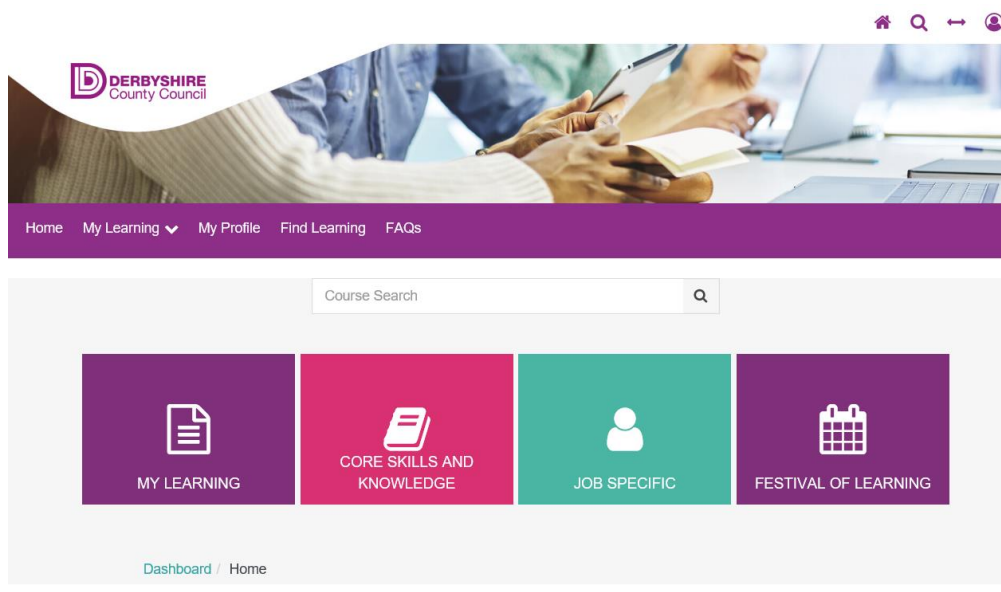 DERBYSHIRE
County Council
Home My Learning My Profile Find Learning FAQs
Course Search
MY LEARNING
CORE SKILLS AND
KNOWLEDGE
JOB SPECIFIC
FESTIVAL OF LEARNING
Dashboard / Home